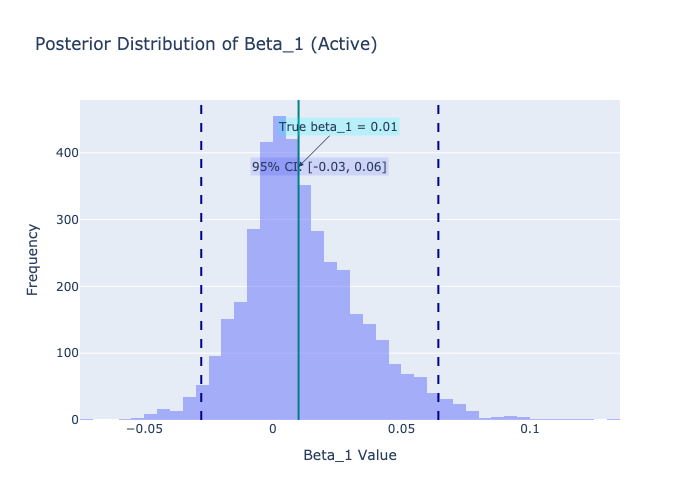 Posterior Distribution of Beta_1 (Active)
True beta_1 = 0.01
95% CI: [-0.03, 0.06]
400
300
200
100
0
Frequency
−0.05
0
0.05
0.1
Beta_1 Value